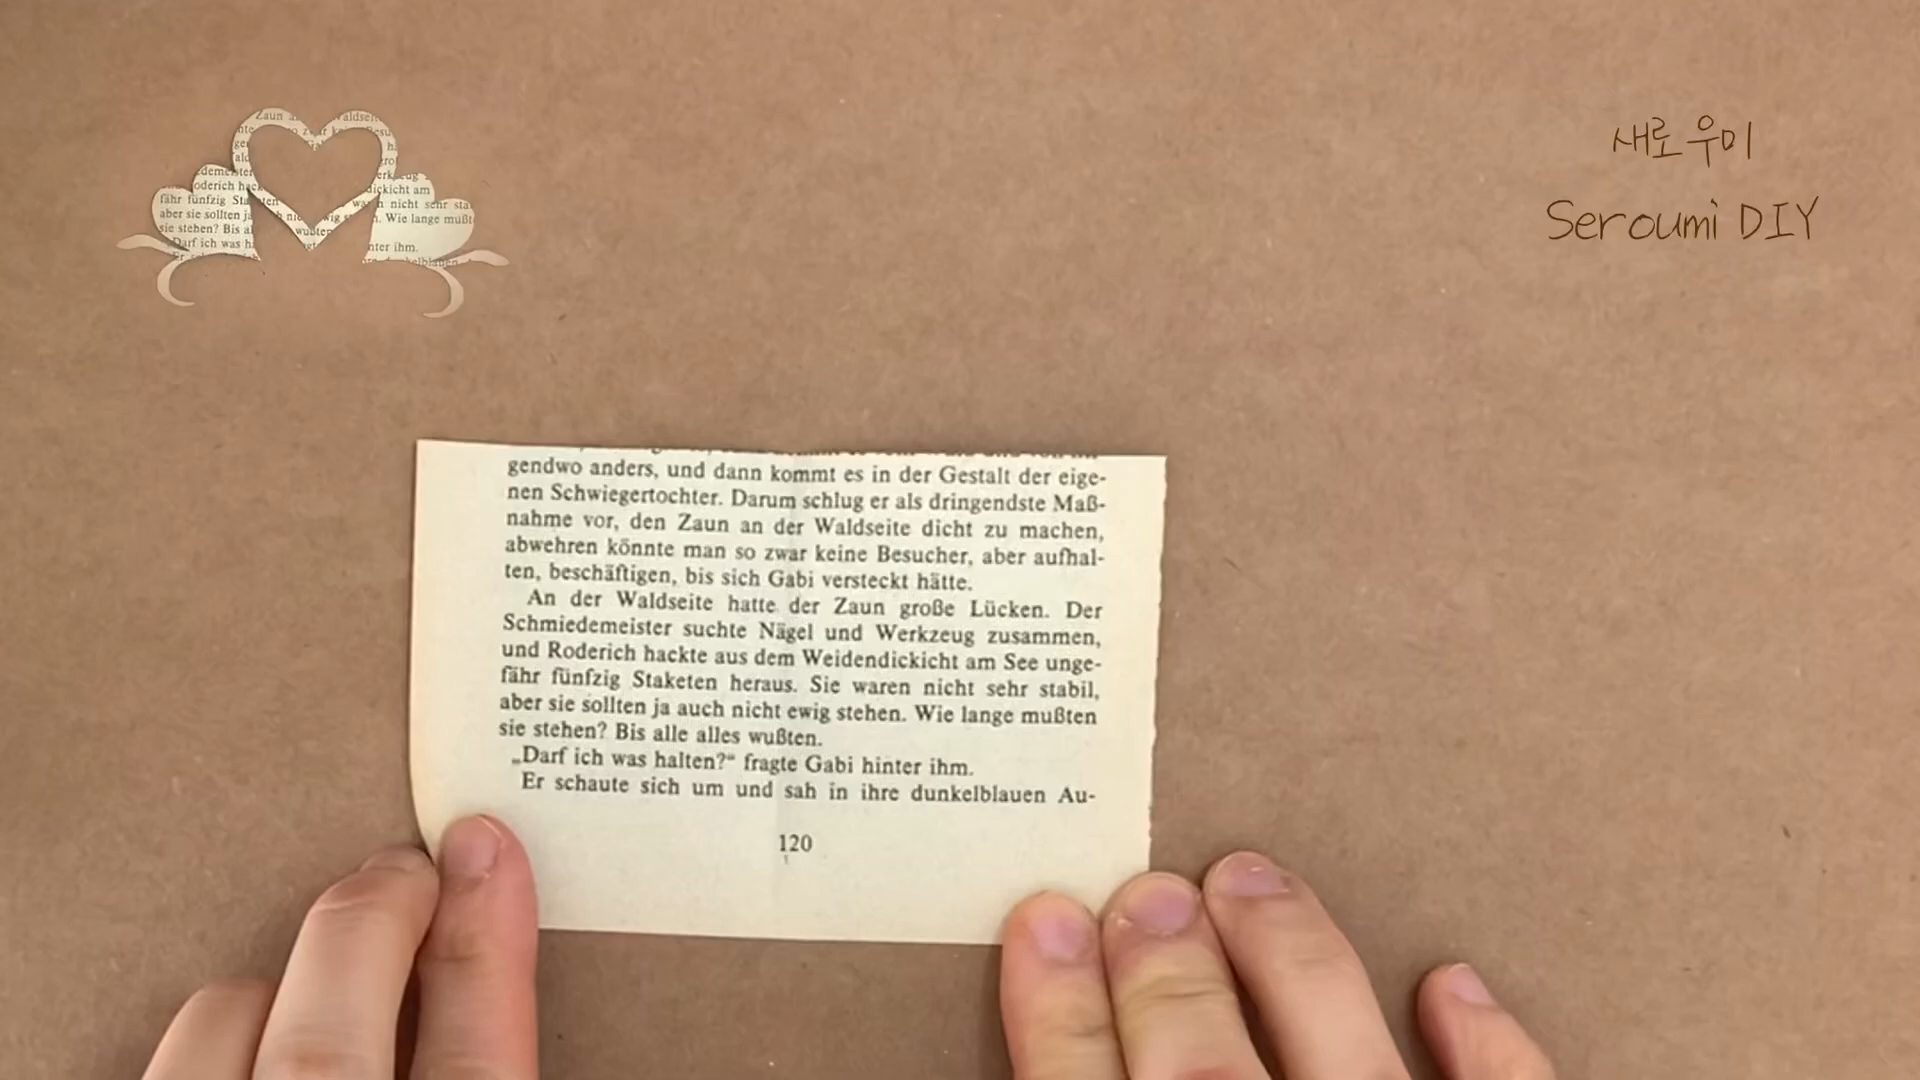 새로우미
Seroumi DIY
gendwo anders, und dann kommt es in der Gestalt der eige-
nen Schwiegertochter. Darum schlug er als dringendste Maß-
nahme vor, den Zaun an der Waldseite dicht zu machen,
abwehren könnte man so zwar keine Besucher, aber aufhal-
ten, beschäftigen, bis sich Gabi versteckt hätte.
An der Waldseite hatte der Zaun große Lücken. Der
Schmiedemeister suchte Nägel und Werkzeug zusammen,
und Roderich hackte aus dem Weidendickicht am See unge-
fähr fünfzig Staketen heraus. Sie waren nicht sehr stabil,
aber sie sollten ja auch nicht ewig stehen. Wie lange mußten
sie stehen? Bis alle alles wußten.
„Darf ich was halten?“ fragte Gabi hinter ihm.
Er schaute sich um und sah in ihre dunkelblauen Au-
120